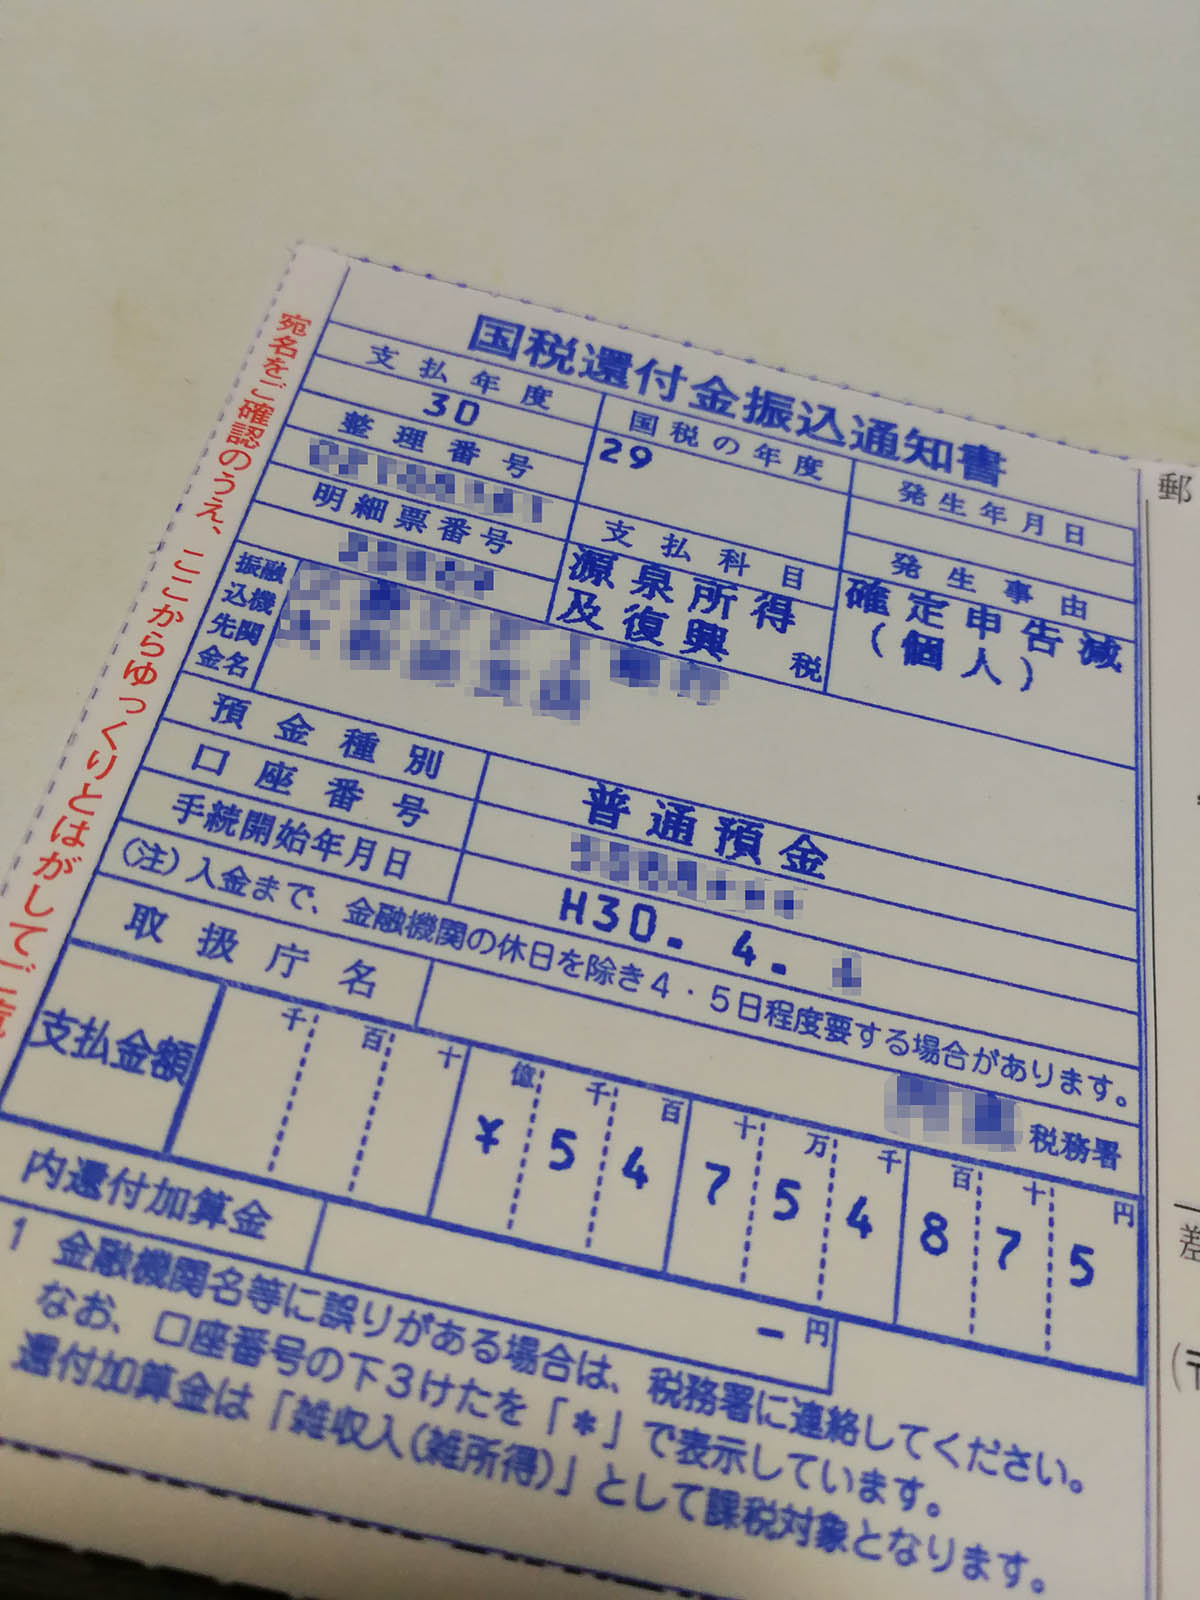 宛名をご確認のうえ、ここからゆっくりとはがしてご
国税還付金振込通知書
支払年度
30
国税の年度
29
発生年月日
整理番号
支払科目
源泉所得
及復興 税
発生事由
確定申告減
(個人)
明細票番号
振込先金融機関名
預金種別
普通預金
口座番号
手続開始年月日
H30. 4.
(注)入金まで、金融機関の休日を除き4・5日程度要する場合があります。
取扱庁名
税務署
支払金額
千 百 十 億 千 百 十 万 千 百 十 円
¥ 5 4 7 5 4 8 7 5
内還付加算金
- 円
1 金融機関名等に誤りがある場合は、税務署に連絡してください。
なお、口座番号の下3けたを「*」で表示しています。
還付加算金は「雑収入(雑所得)」として課税対象となります。
郵
差
(〒